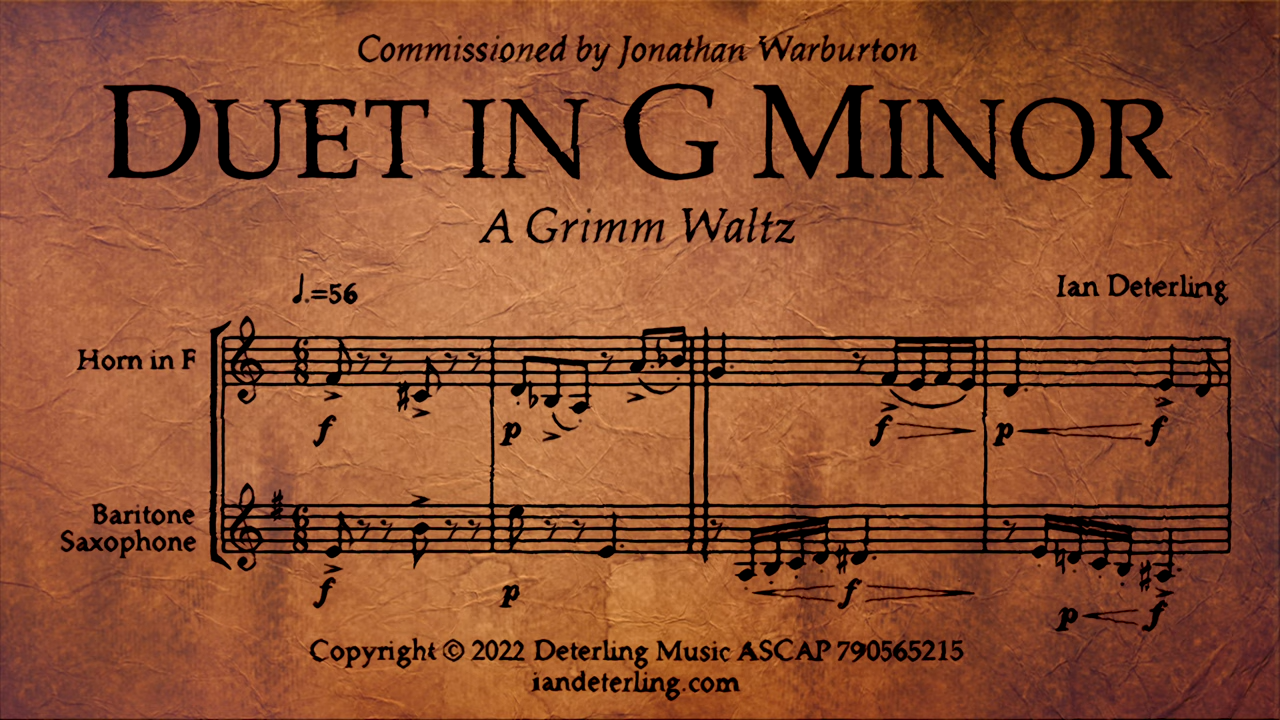 Commissioned by Jonathan Warburton
DUET IN G MINOR
A Grimm Waltz
♩.=56
Ian Deterling
Horn in F
f
p
f
p
f
Baritone
Saxophone
f
p
f
p
f
Copyright © 2022 Deterling Music ASCAP 790565215
iandeterling.com